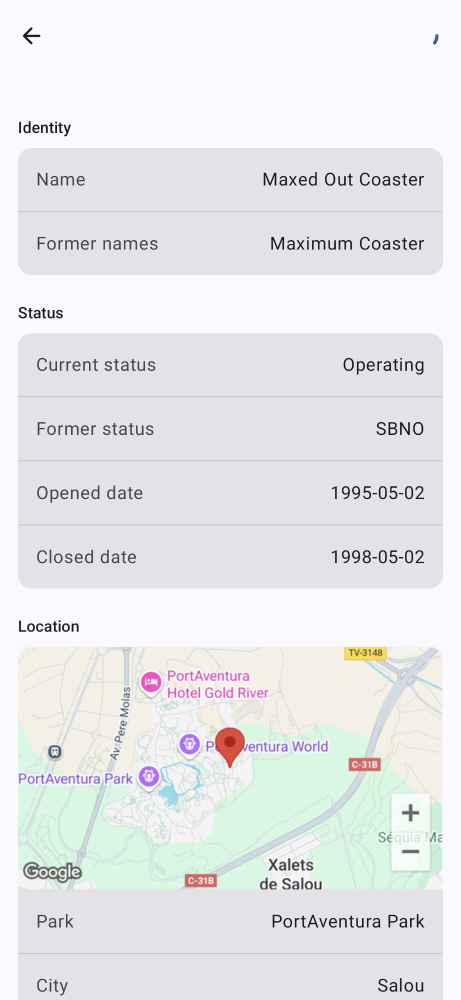 Identity
Name Maxed Out Coaster
Former names Maximum Coaster
Status
Current status Operating
Former status SBNO
Opened date 1995-05-02
Closed date 1998-05-02
Location
TV-3148
PortAventura
Hotel Gold River
Av. Pere Molas
PortAventura World
C-31B
PortAventura Park
+
Séquia Ma
−
Google
C-31B
Xalets
de Salou
Park PortAventura Park
City Salou